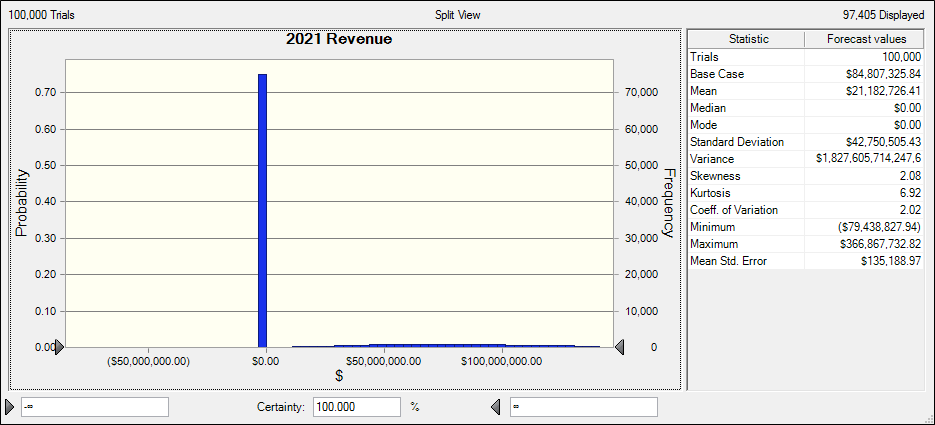 100,000 Trials Split View 97,405 Displayed
2021 Revenue
Probability
0.70
0.60
0.50
0.40
0.30
0.20
0.10
0.00
70,000
60,000
50,000
40,000
30,000
20,000
10,000
0
Frequency
($50,000,000.00) $0.00 $50,000,000.00 $100,000,000.00
$
Statistic Forecast values
Trials 100,000
Base Case $84,807,325.84
Mean $21,182,726.41
Median $0.00
Mode $0.00
Standard Deviation $42,750,505.43
Variance $1,827,605,714,247,6
Skewness 2.08
Kurtosis 6.92
Coeff. of Variation 2.02
Minimum ($79,438,827.94)
Maximum $366,867,732.82
Mean Std. Error $135,188.97
-∞ Certainty: 100.000 % ∞